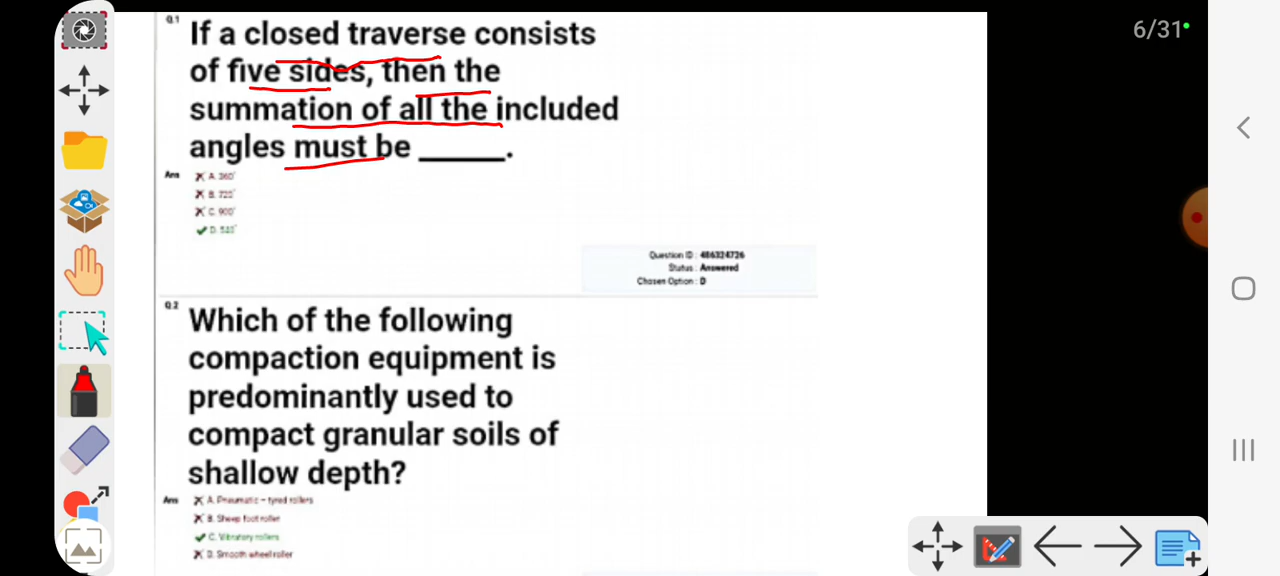 6/31
Q.1
If a closed traverse consists
of five sides, then the
summation of all the included
angles must be _____.
Ans
A. 360°
B. 720°
C. 900°
D. 540°
Question ID : 486324726
Status : Answered
Chosen Option : D
Q.2
Which of the following
compaction equipment is
predominantly used to
compact granular soils of
shallow depth?
Ans
A. Pneumatic – tyred rollers
B. Sheep foot roller
C. Vibratory rollers
D. Smooth wheel roller